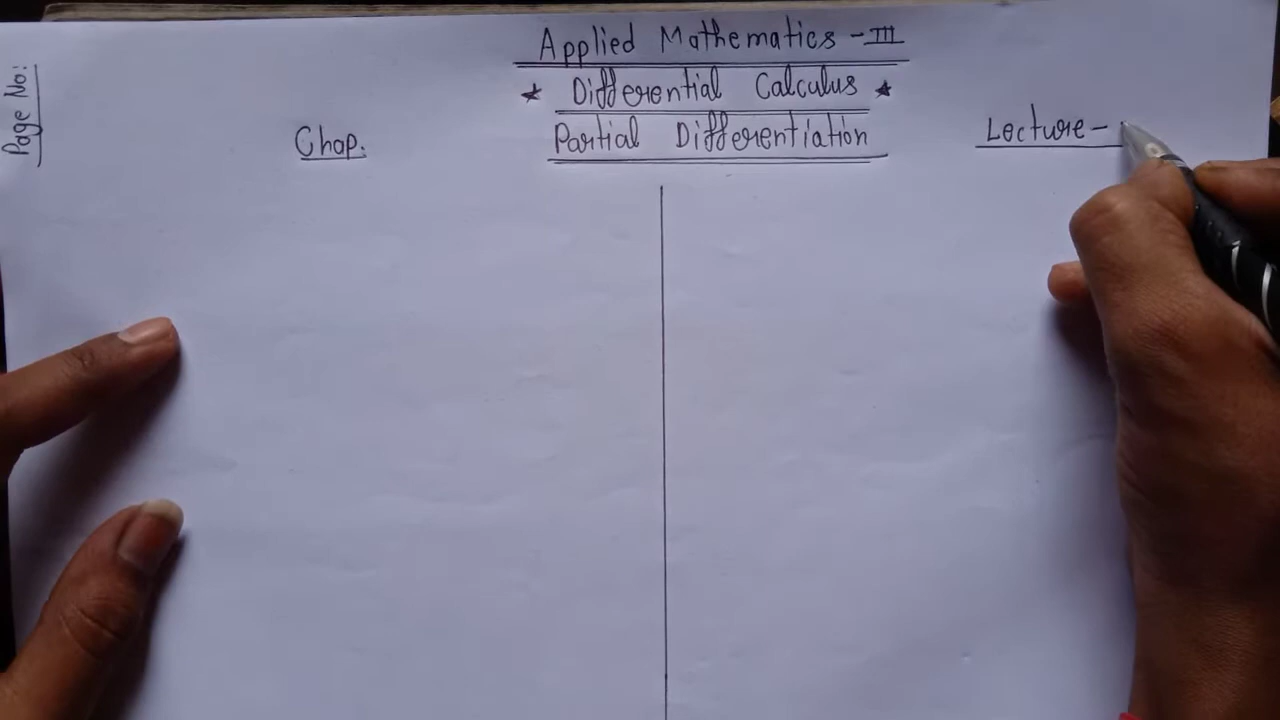 Applied Mathematics - III
★ Differential Calculus ★
Partial Differentiation
Page No:
Chap.
Lecture -